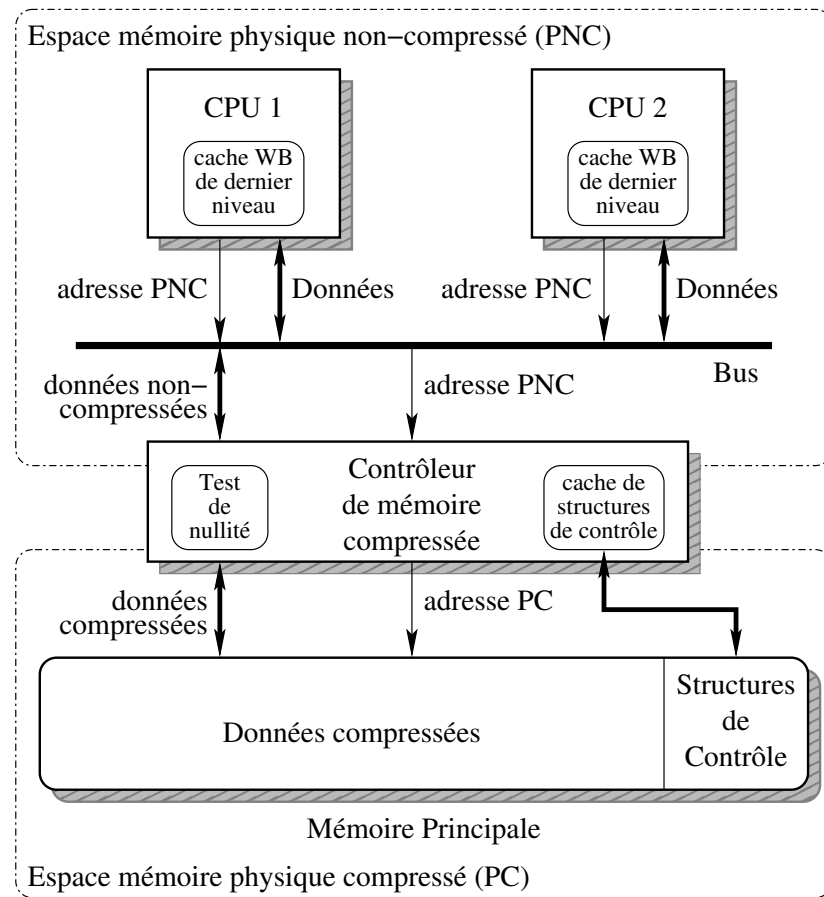 Espace mémoire physique non−compressé (PNC)
CPU 1
cache WB
de dernier
niveau
CPU 2
cache WB
de dernier
niveau
adresse PNC
Données
adresse PNC
Données
Bus
données non−
compressées
adresse PNC
Test
de
nullité
Contrôleur
de mémoire
compressée
cache de
structures
de contrôle
données
compressées
adresse PC
Données compressées
Structures
de
Contrôle
Mémoire Principale
Espace mémoire physique compressé (PC)